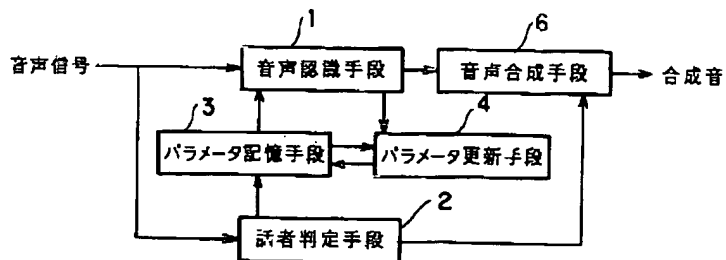 1
6
音声信号
音声認識手段
音声合成手段
合成音
3
4
パラメータ記憶手段
パラメータ更新手段
2
話者判定手段